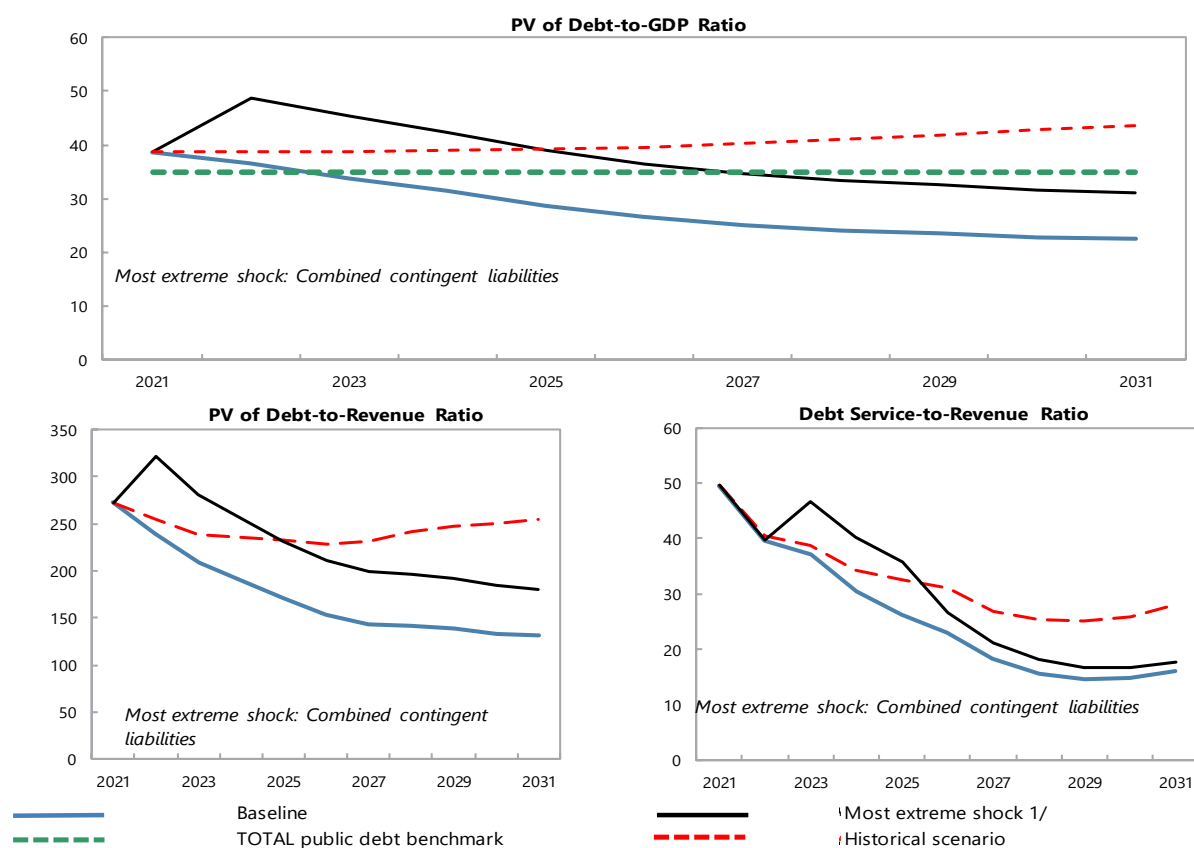 PV of Debt-to-GDP Ratio
60
50
40
30
20
10
0
Most extreme shock: Combined contingent liabilities
2021 2023 2025 2027 2029 2031
PV of Debt-to-Revenue Ratio
350
300
250
200
150
100
50
0
Most extreme shock: Combined contingent
liabilities
2021 2023 2025 2027 2029 2031
Debt Service-to-Revenue Ratio
60
50
40
30
20
10
0
Most extreme shock: Combined contingent liabilities
2021 2023 2025 2027 2029 2031
Baseline
Most extreme shock 1/
TOTAL public debt benchmark
Historical scenario